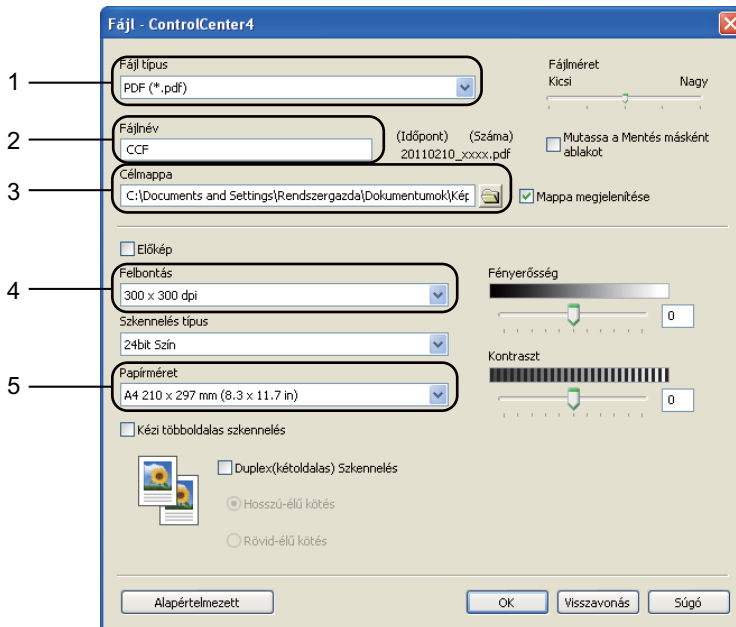 Fájl - ControlCenter4
1
Fájl típus
PDF (*.pdf)
Fájlméret
Kicsi Nagy
2
Fájlnév
CCF
(Időpont) (Száma)
20110210_xxxx.pdf
Mutassa a Mentés másként
ablakot
3
Célmappa
C:\Documents and Settings\Rendszergazda\Dokumentumok\Kép
Mappa megjelenítése
Előkép
4
Felbontás
300 x 300 dpi
Fényerősség
0
Szkennelés típus
24bit Szín
5
Papírméret
A4 210 x 297 mm (8.3 x 11.7 in)
Kontraszt
0
Kézi többoldalas szkennelés
Duplex(kétoldalas) Szkennelés
Hosszú-élű kötés
Rövid-élű kötés
Alapértelmezett OK Visszavonás Súgó